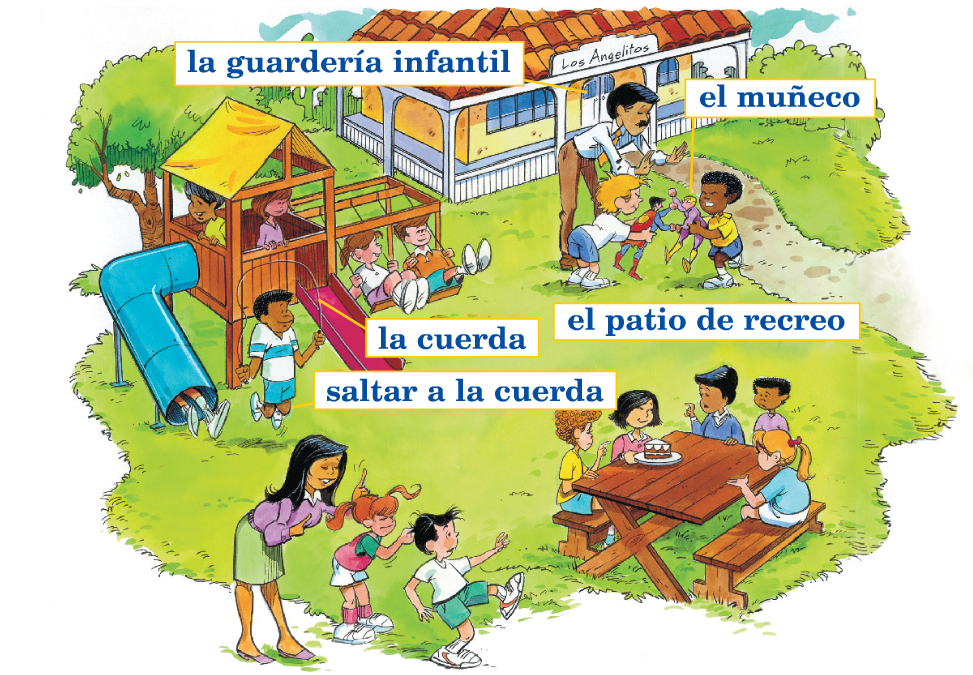 Los Angelitos
la guardería infantil
el muñeco
el patio de recreo
la cuerda
saltar a la cuerda